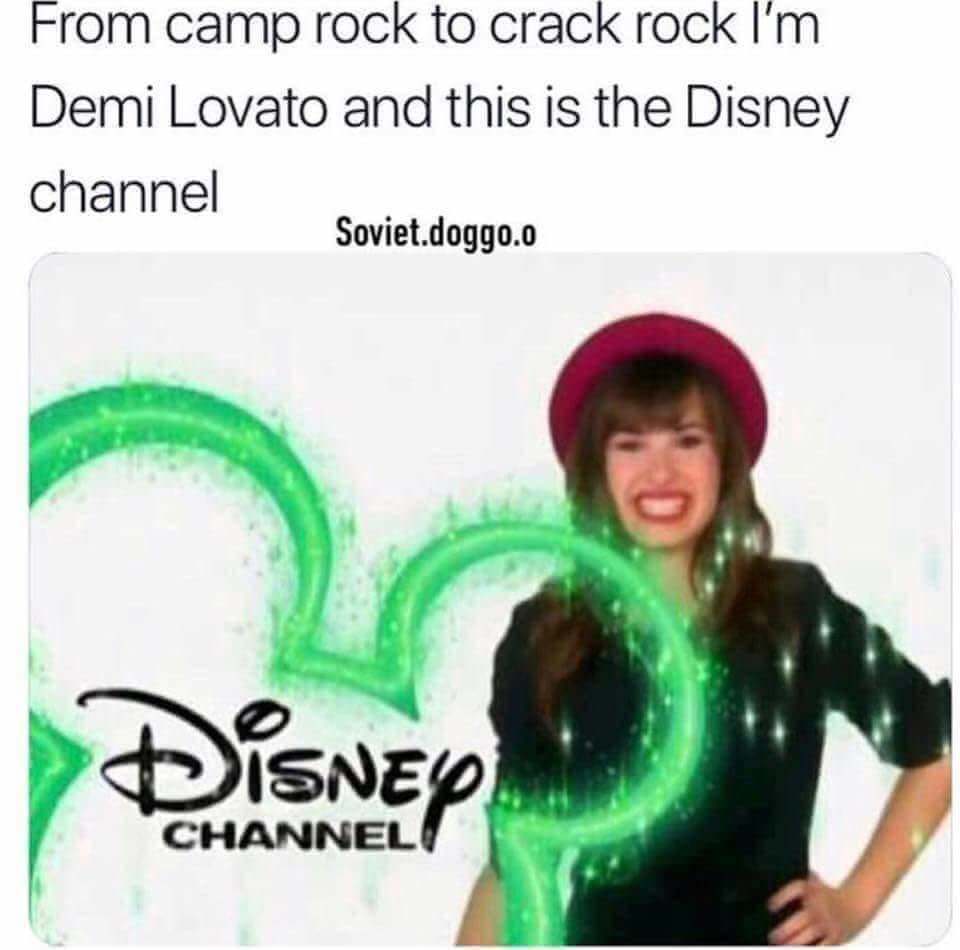 From camp rock to crack rock I'm
Demi Lovato and this is the Disney
channel
Soviet.doggo.o
Disney
CHANNEL